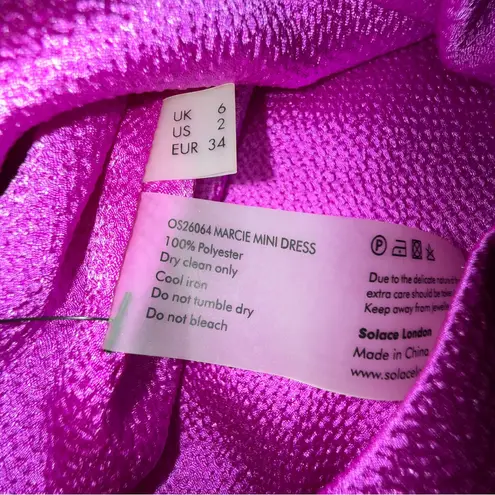 UK 6
US 2
EUR 34
OS26064 MARCIE MINI DRESS
100% Polyester
Dry clean only
Cool iron
Do not tumble dry
Do not bleach
P
Due to the delicate
extra care should be
Keep away from
Solace London
Made in China
www.solacelo